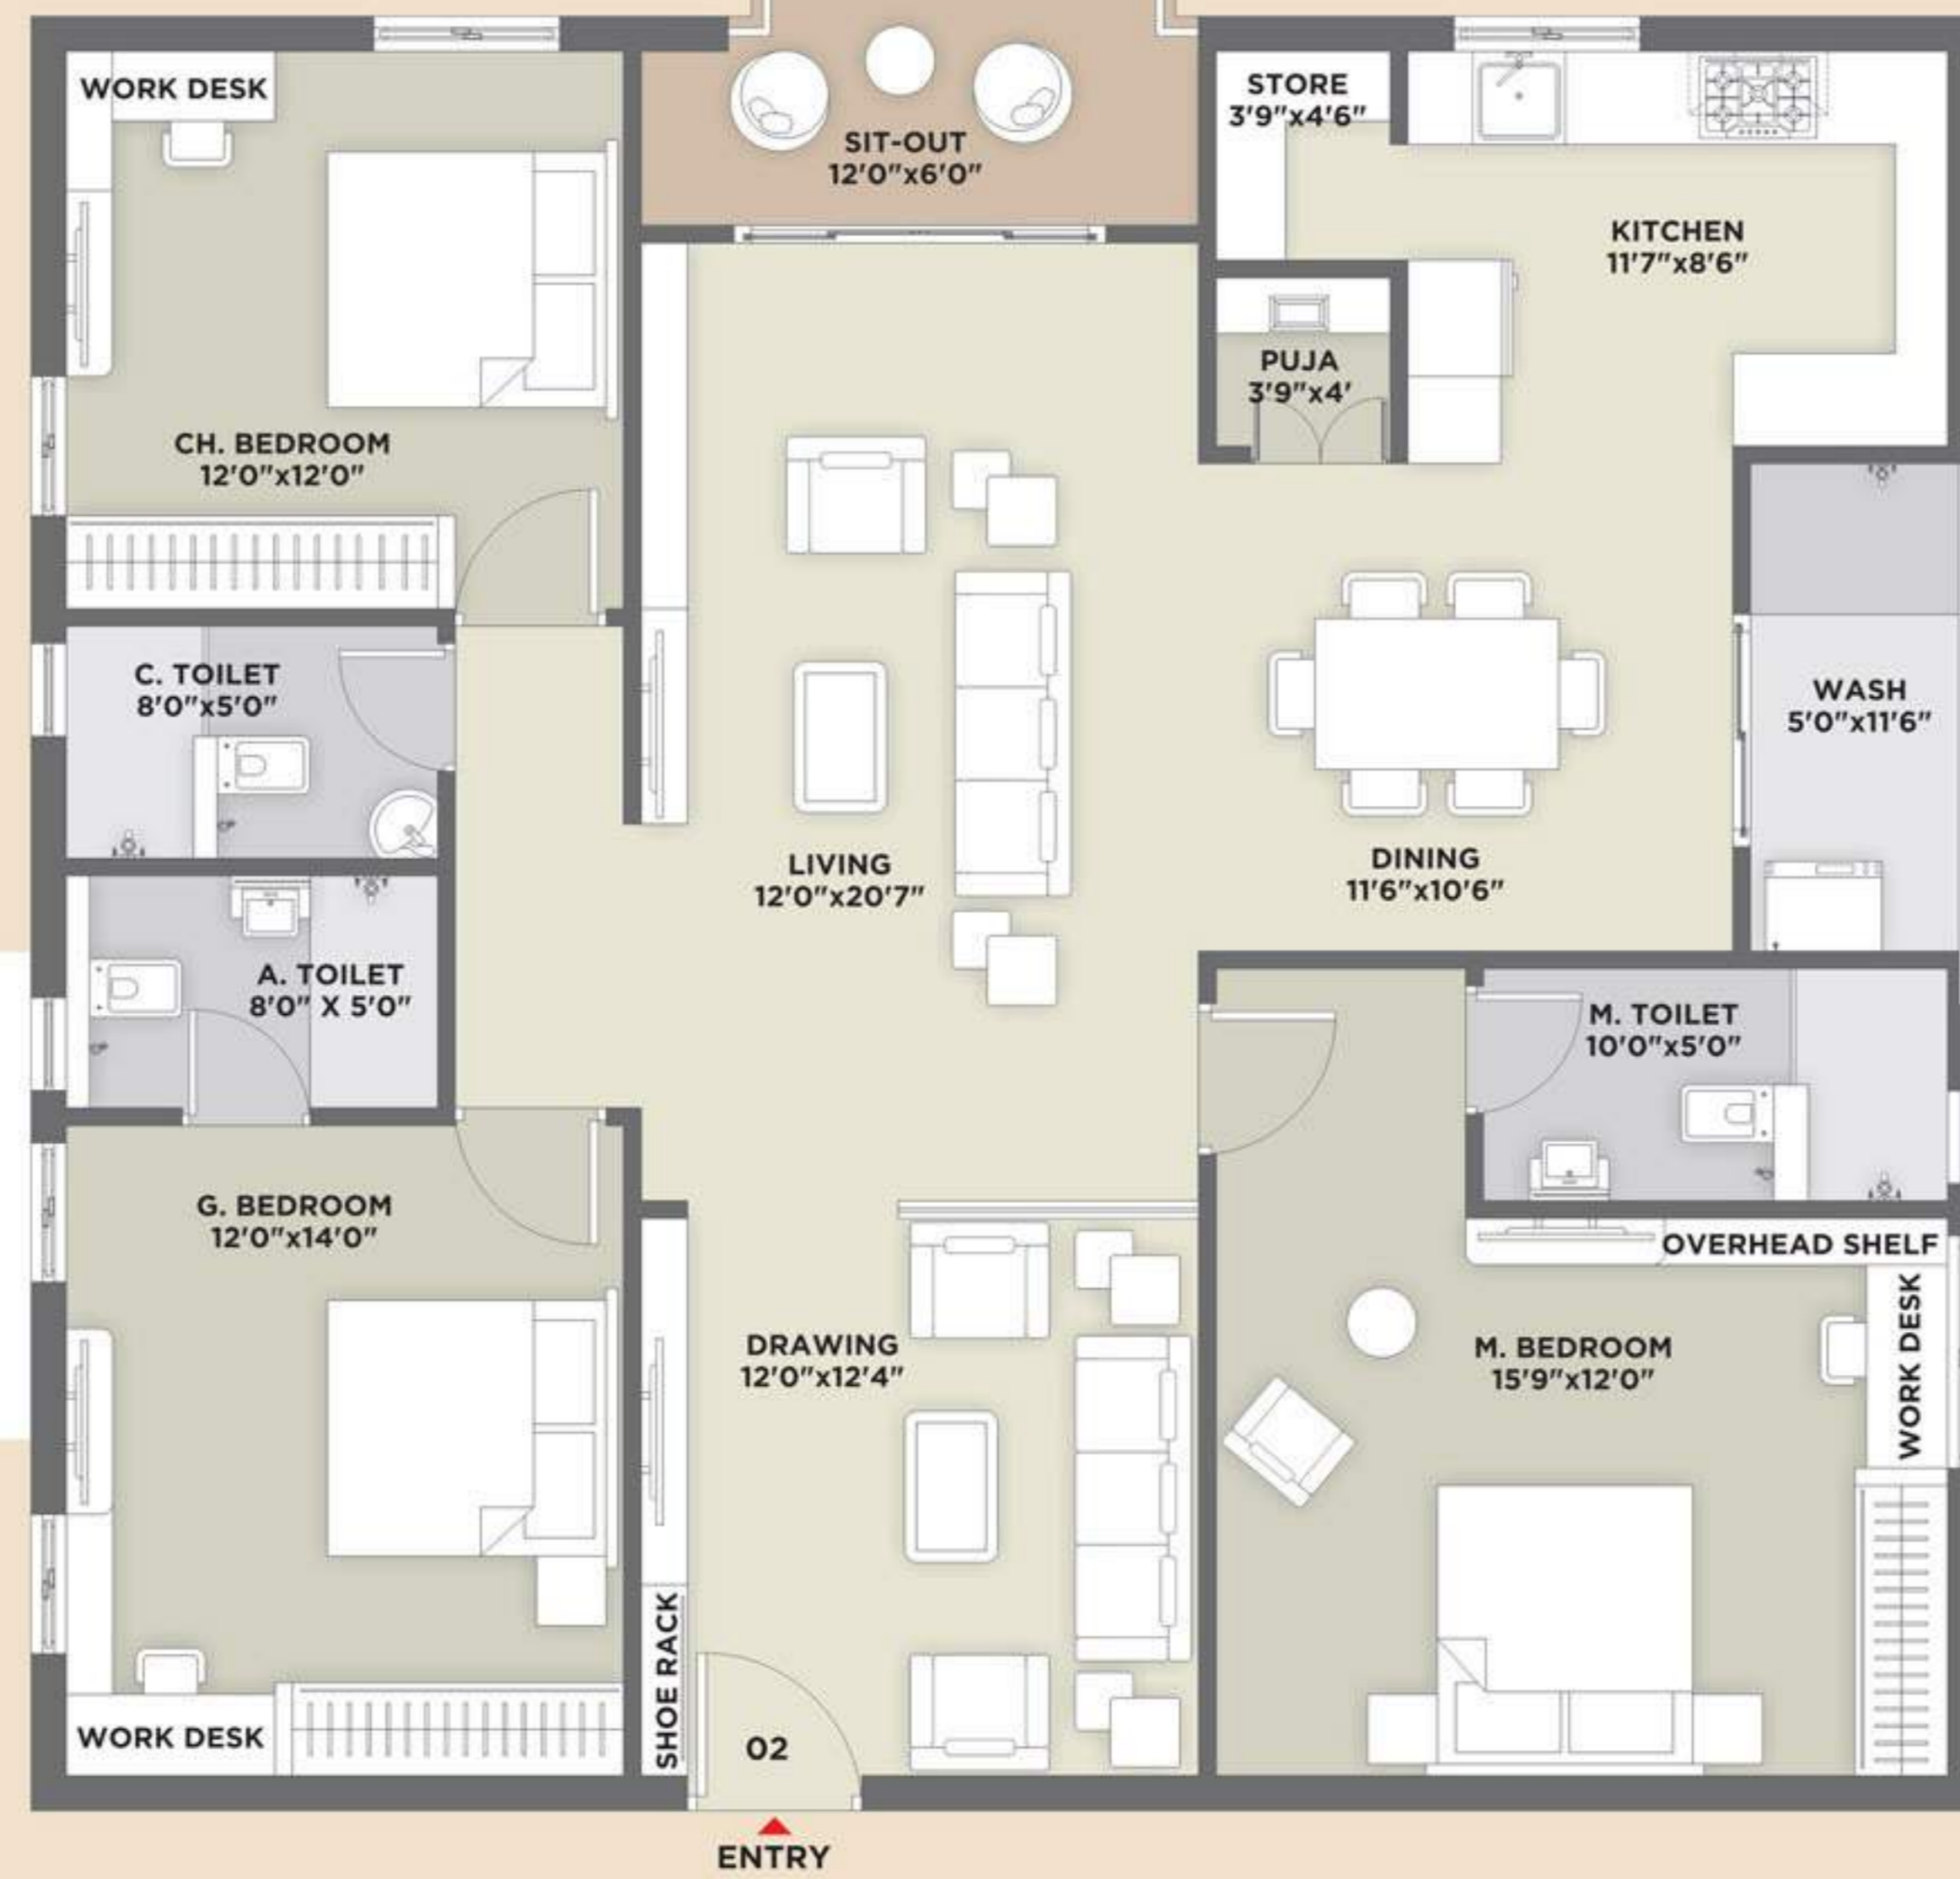 WORK DESK
SIT-OUT
12'0"x6'0"
STORE
3'9"x4'6"
KITCHEN
11'7"x8'6"
PUJA
3'9"x4'
CH. BEDROOM
12'0"x12'0"
C. TOILET
8'0"x5'0"
WASH
5'0"x11'6"
LIVING
12'0"x20'7"
DINING
11'6"x10'6"
A. TOILET
8'0" X 5'0"
M. TOILET
10'0"x5'0"
G. BEDROOM
12'0"x14'0"
OVERHEAD SHELF
WORK DESK
DRAWING
12'0"x12'4"
M. BEDROOM
15'9"x12'0"
SHOE RACK
WORK DESK
02
ENTRY